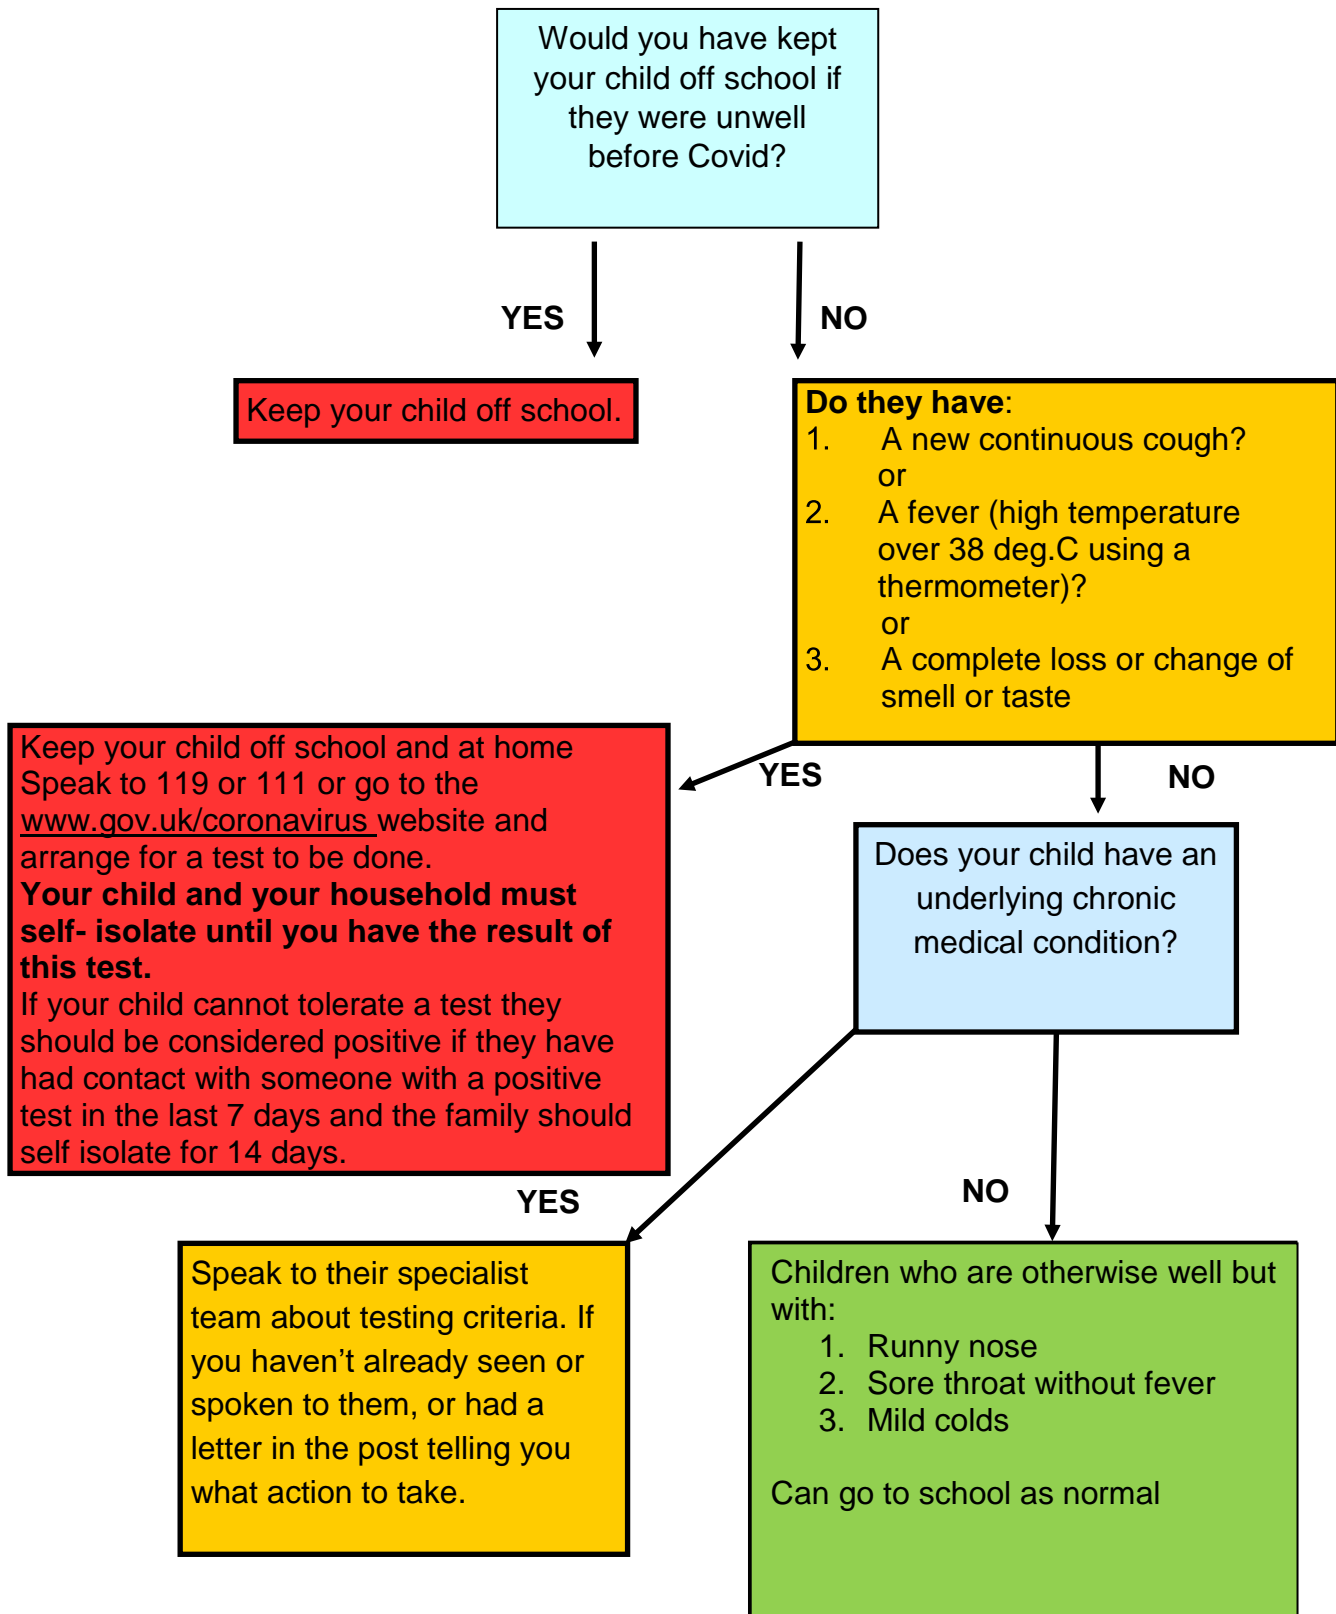 Would you have kept
your child off school if
they were unwell
before Covid?
YES
NO
Keep your child off school.
Do they have:
1. A new continuous cough?
or
2. A fever (high temperature
over 38 deg.C using a
thermometer)?
or
3. A complete loss or change of
smell or taste
YES
NO
Keep your child off school and at home
Speak to 119 or 111 or go to the
www.gov.uk/coronavirus website and
arrange for a test to be done.
Your child and your household must
self- isolate until you have the result of
this test.
If your child cannot tolerate a test they
should be considered positive if they have
had contact with someone with a positive
test in the last 7 days and the family should
self isolate for 14 days.
Does your child have an
underlying chronic
medical condition?
YES
NO
Speak to their specialist
team about testing criteria. If
you haven’t already seen or
spoken to them, or had a
letter in the post telling you
what action to take.
Children who are otherwise well but
with:
1. Runny nose
2. Sore throat without fever
3. Mild colds
Can go to school as normal